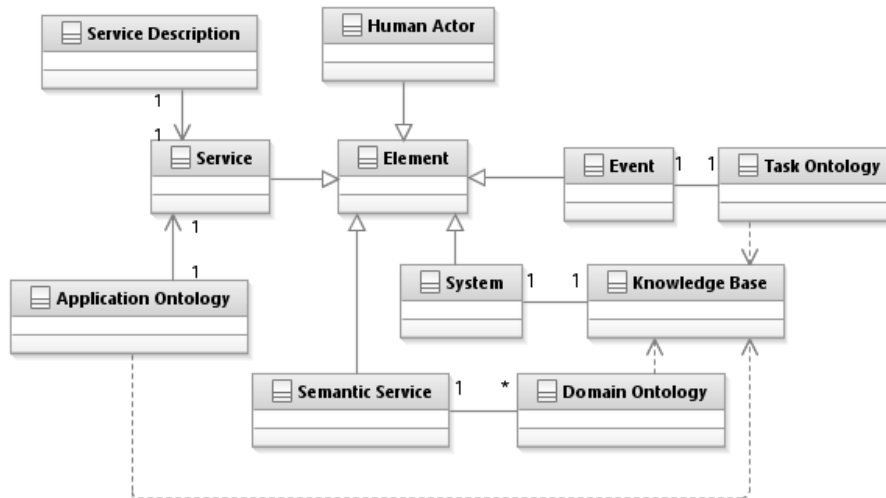 Service Description
Human Actor
1
1
Service
Element
Event
1
1
Task Ontology
1
1
Application Ontology
System
1
1
Knowledge Base
Semantic Service
1
*
Domain Ontology